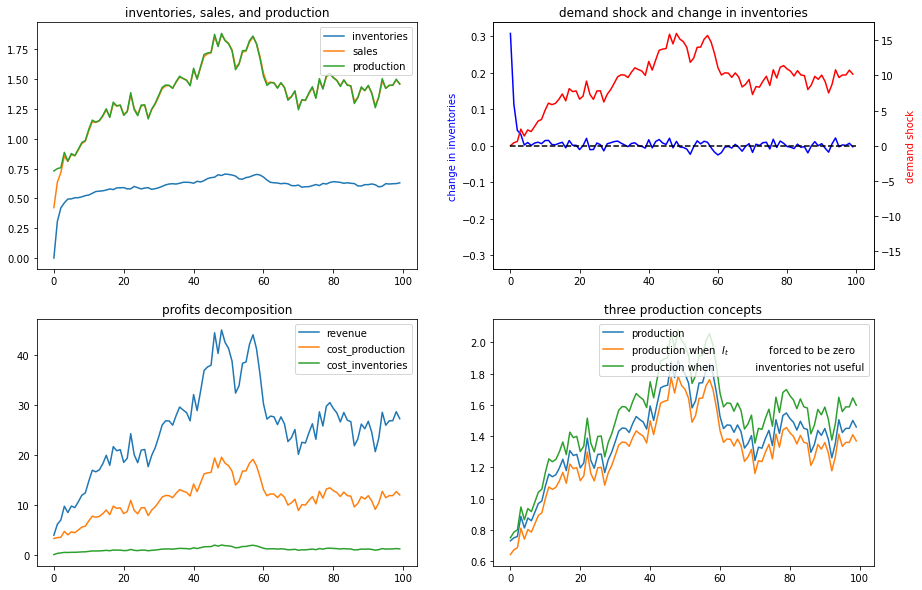 inventories, sales, and production
1.75
1.50
1.25
1.00
0.75
0.50
0.25
0.00
0 20 40 60 80 100
inventories
sales
production
demand shock and change in inventories
change in inventories
0.3
0.2
0.1
0.0
−0.1
−0.2
−0.3
0 20 40 60 80 100
15
10
5
0
−5
−10
−15
demand shock
profits decomposition
40
30
20
10
0
0 20 40 60 80 100
revenue
cost_production
cost_inventories
three production concepts
2.0
1.8
1.6
1.4
1.2
1.0
0.8
0.6
0 20 40 60 80 100
production
production when I_t forced to be zero
production when inventories not useful